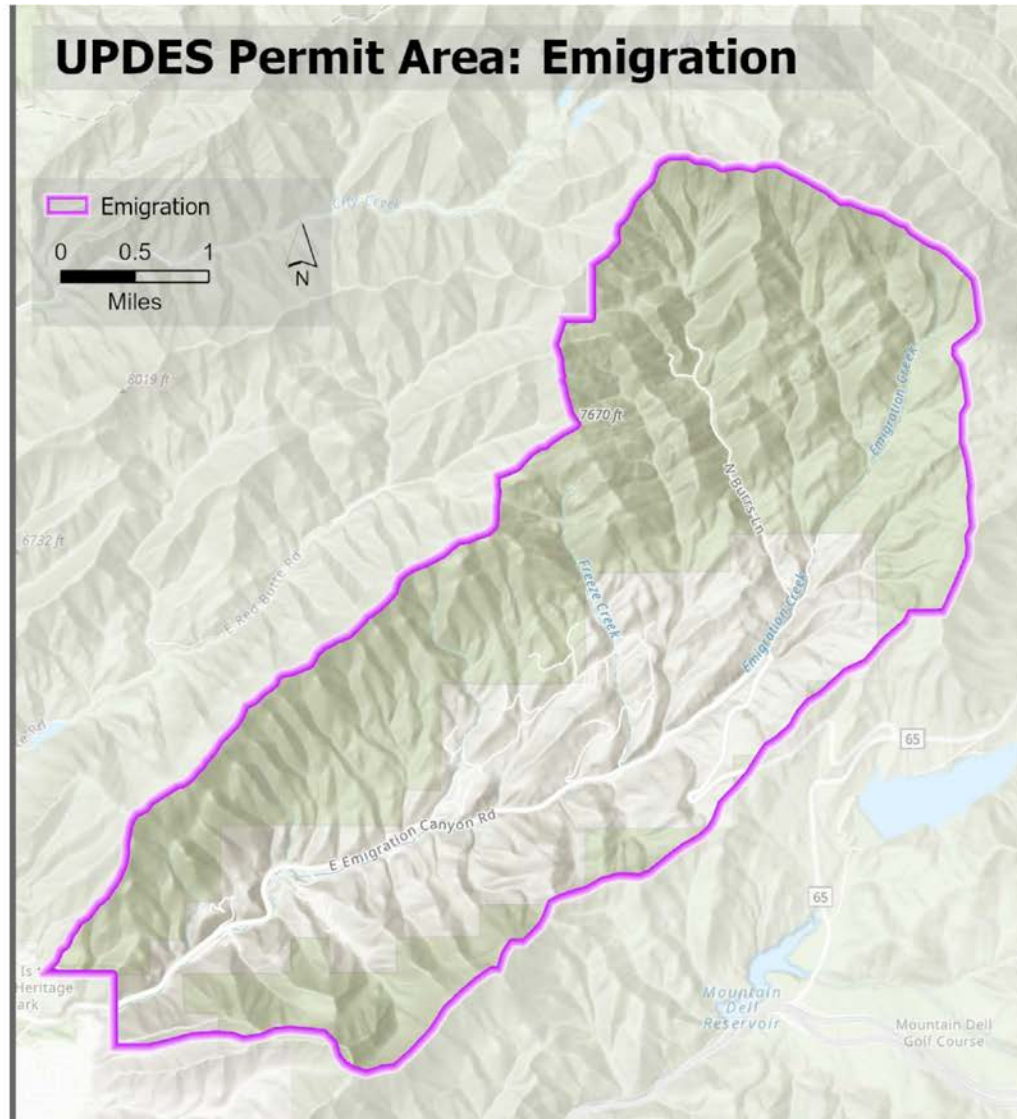 UPDES Permit Area: Emigration
Emigration
0 0.5 1
Miles
N
8019 ft
7670 ft
6732 ft
Emigration Creek
N Burrs Ln
Freeze Creek
E Red Butte Rd
Emigration Creek
65
E Emigration Canyon Rd
65
Is
Heritage
Mountain
Dell
Reservoir
Mountain Dell
Golf Course